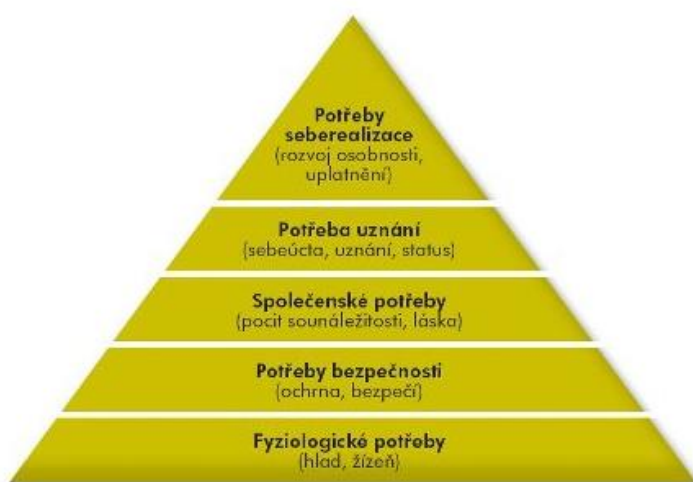 Potřeby
seberealizace
(rozvoj osobnosti,
uplatnění)
Potřeba uznání
(sebeúcta, uznání, status)
Společenské potřeby
(pocit sounáležitosti, láska)
Potřeby bezpečnosti
(ochrna, bezpečí)
Fyziologické potřeby
(hlad, žízeň)